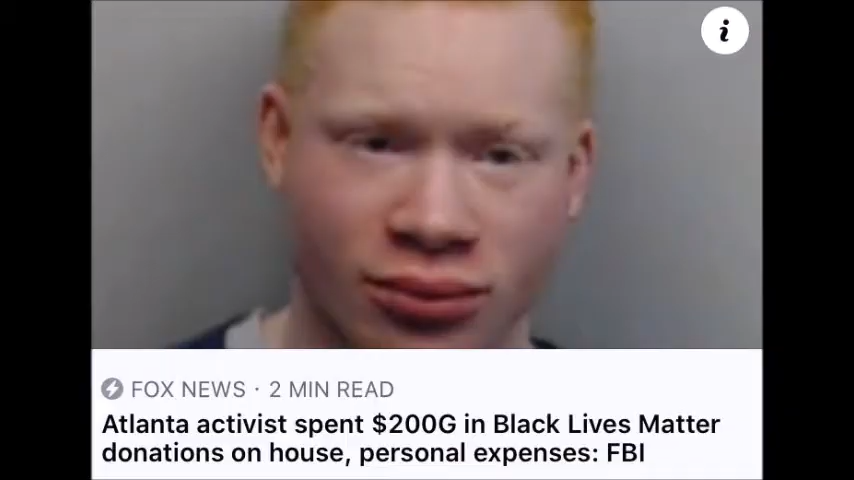 i
FOX NEWS · 2 MIN READ
Atlanta activist spent $200G in Black Lives Matter
donations on house, personal expenses: FBI